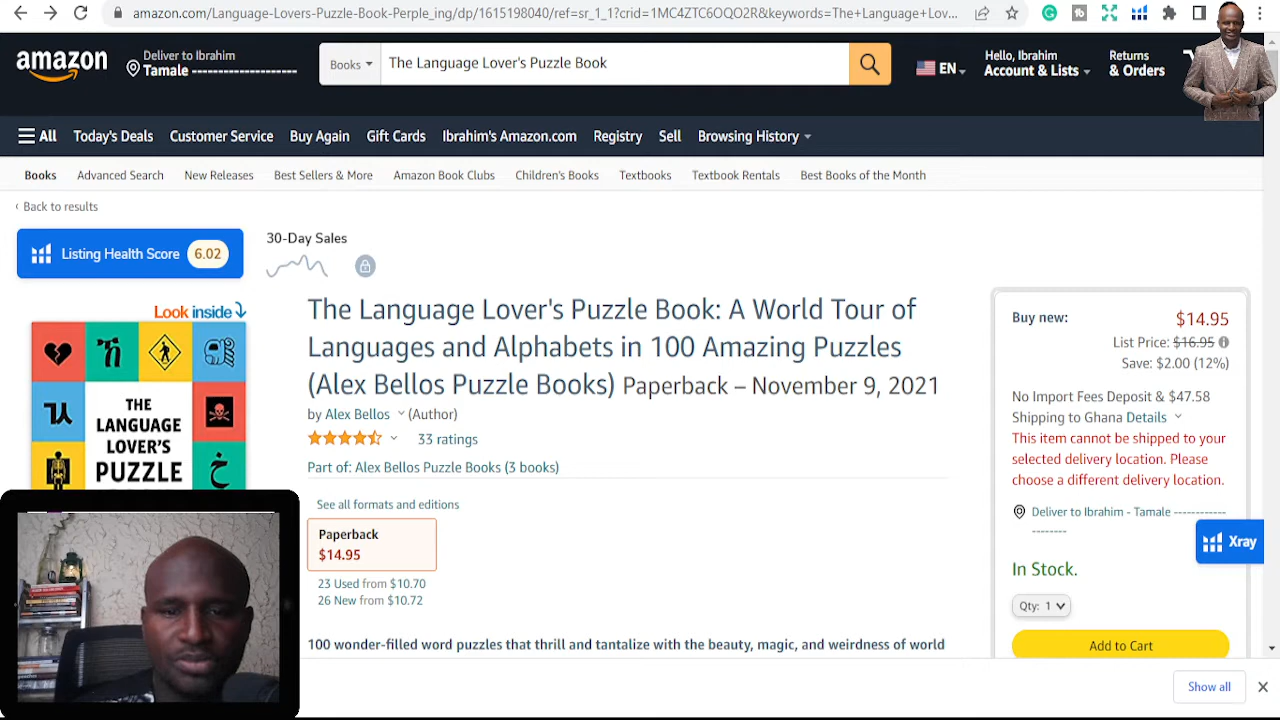 amazon.com/Language-Lovers-Puzzle-Book-Perple_ing/dp/1615198040/ref=sr_1_1?crid=1MC4ZTC6OQO2R&keywords=The+Language+Lov...
amazon
Deliver to Ibrahim
Tamale --------------------
Books
The Language Lover's Puzzle Book
EN
Hello, Ibrahim
Account & Lists
Returns
& Orders
All
Today's Deals
Customer Service
Buy Again
Gift Cards
Ibrahim's Amazon.com
Registry
Sell
Browsing History
Books
Advanced Search
New Releases
Best Sellers & More
Amazon Book Clubs
Children's Books
Textbooks
Textbook Rentals
Best Books of the Month
‹ Back to results
Listing Health Score 6.02
30-Day Sales
Look inside
THE
LANGUAGE
LOVER'S
PUZZLE
The Language Lover's Puzzle Book: A World Tour of
Languages and Alphabets in 100 Amazing Puzzles
(Alex Bellos Puzzle Books) Paperback – November 9, 2021
by Alex Bellos (Author)
33 ratings
Part of: Alex Bellos Puzzle Books (3 books)
See all formats and editions
Paperback
$14.95
23 Used from $10.70
26 New from $10.72
100 wonder-filled word puzzles that thrill and tantalize with the beauty, magic, and weirdness of world
Buy new:
$14.95
List Price: $16.95
Save: $2.00 (12%)
No Import Fees Deposit & $47.58
Shipping to Ghana Details
This item cannot be shipped to your
selected delivery location. Please
choose a different delivery location.
Deliver to Ibrahim - Tamale ------------
--------
Xray
In Stock.
Qty: 1
Add to Cart
Show all